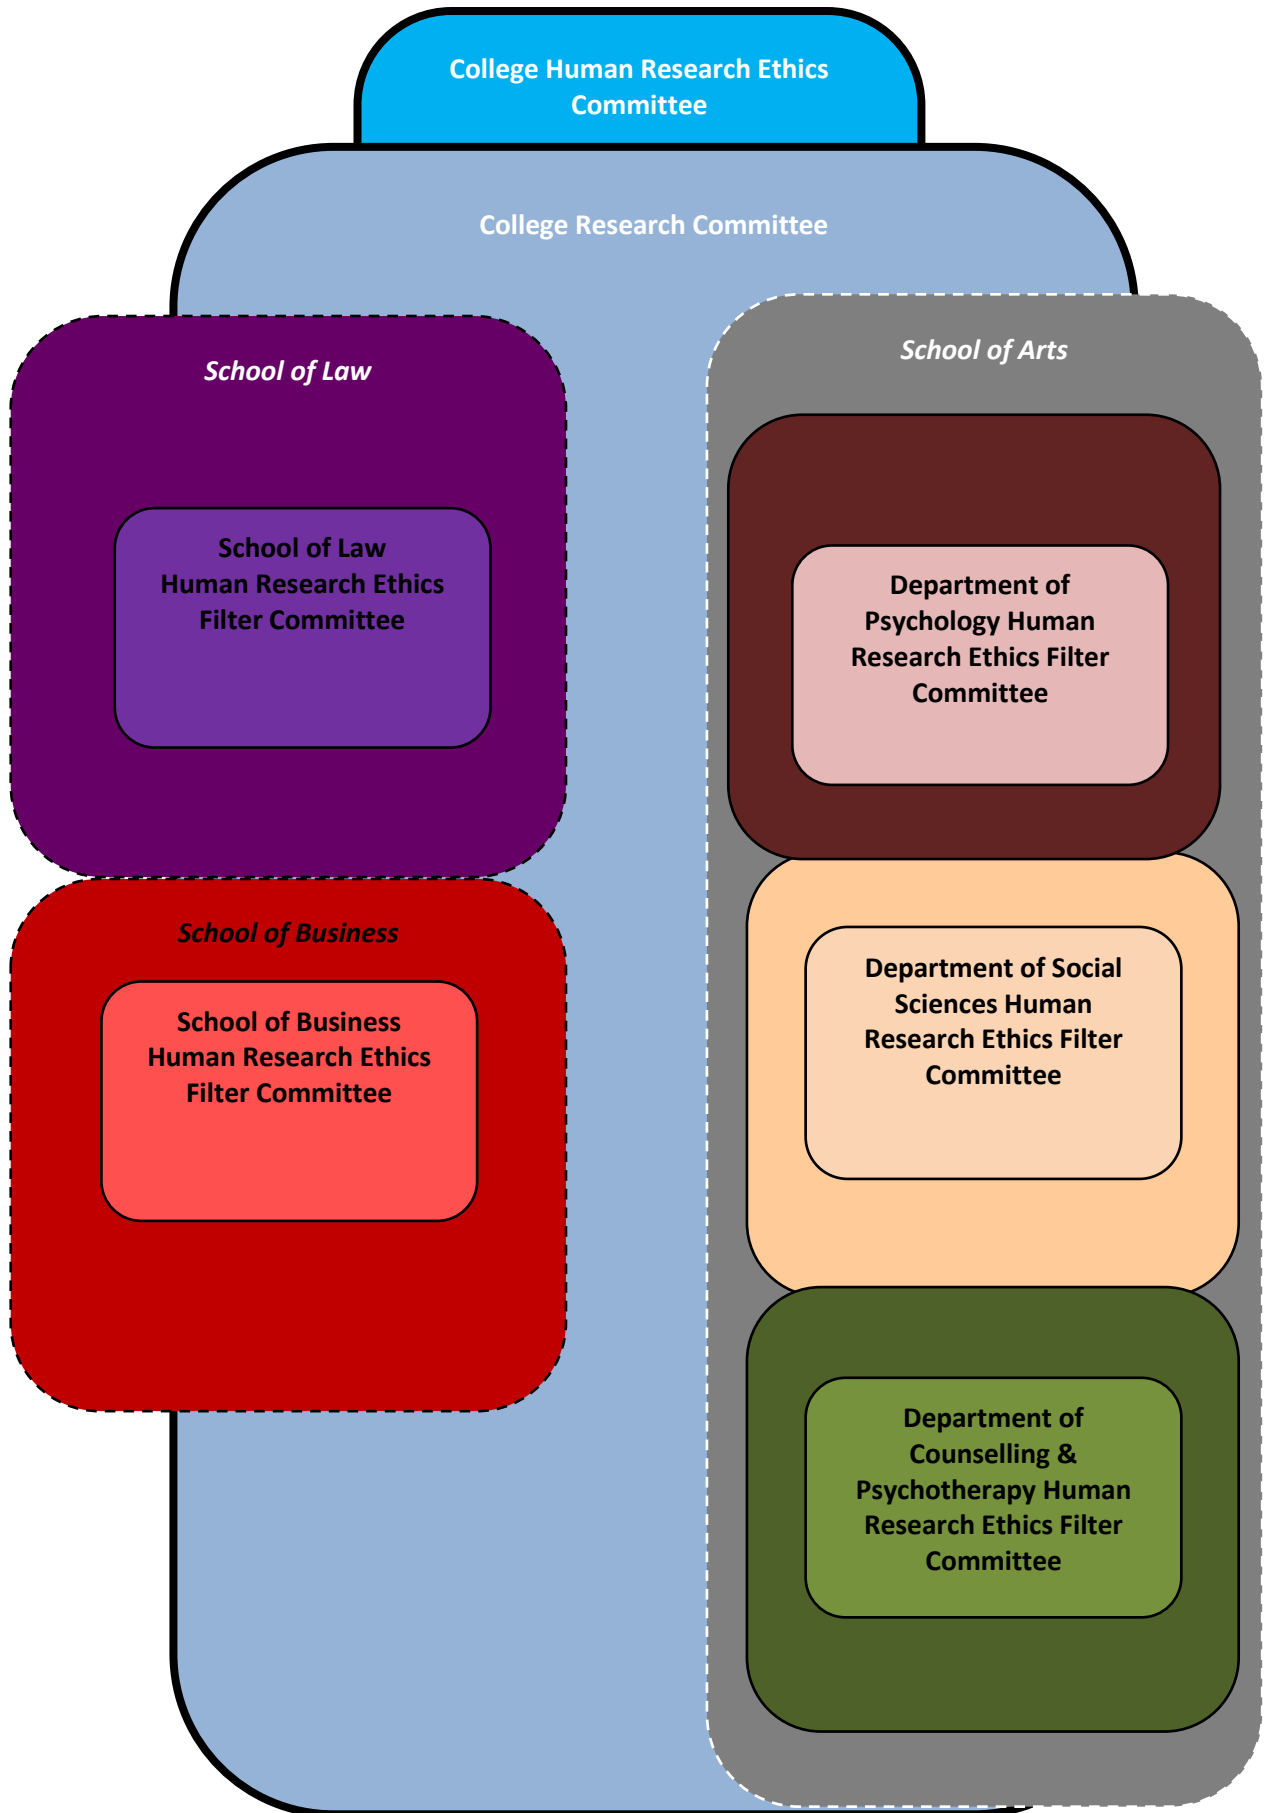 College Human Research Ethics
Committee
College Research Committee
School of Law
School of Law
Human Research Ethics
Filter Committee
School of Business
School of Business
Human Research Ethics
Filter Committee
School of Arts
Department of
Psychology Human
Research Ethics Filter
Committee
Department of Social
Sciences Human
Research Ethics Filter
Committee
Department of
Counselling &
Psychotherapy Human
Research Ethics Filter
Committee